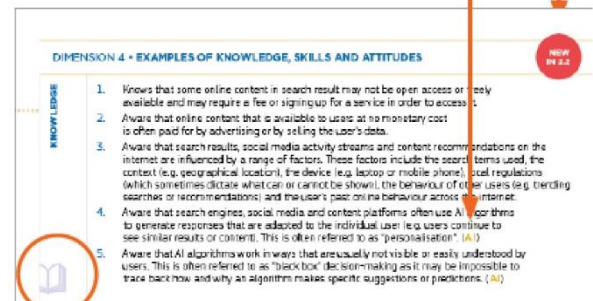 DIMENSION 4 • EXAMPLES OF KNOWLEDGE, SKILLS AND ATTITUDES
NEW
IN 2.2
KNOWLEDGE
1. Knows that some online content in search result may not be open access or freely
available and may require a fee or signing up for a service in order to access it.
2. Aware that online content that is available to users at no monetary cost
is often paid for by advertising or by selling the user's data.
3. Aware that search results, social media activity streams and content recommendations on the
internet are influenced by a range of factors. These factors include the search terms used, the
context (e.g. geographical location), the device (e.g. laptop or mobile phone), local regulations
(which sometimes dictate what can or cannot be shown), the behaviour of other users (e.g. trending
searches or recommendations) and the user's past online behaviour across the internet.
4. Aware that search engines, social media and content platforms often use AI algorithms
to generate responses that are adapted to the individual user (e.g. users continue to
see similar results or content). This is often referred to as "personalisation". (AI)
5. Aware that AI algorithms work in ways that are usually not visible or easily understood by
users. This is often referred to as "black box" decision-making as it may be impossible to
trace back how and why an algorithm makes specific suggestions or predictions. (AI)